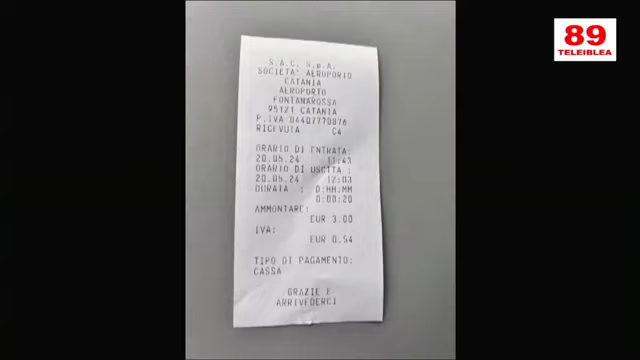 89
TELEIBLEA
S.A.C. S.p.A.
SOCIETA' AEROPORTO
CATANIA
AEROPORTO
FONTANAROSSA
95121 CATANIA
P.IVA 04407770876
RICEVUTA C4
ORARIO DI ENTRATA:
20.05.24 11:43
ORARIO DI USCITA :
20.05.24 12:03
DURATA : D:HH:MM
0:00:20
AMMONTARE:
EUR 3.00
IVA:
EUR 0.54
TIPO DI PAGAMENTO:
CASSA
GRAZIE E
ARRIVEDERCI